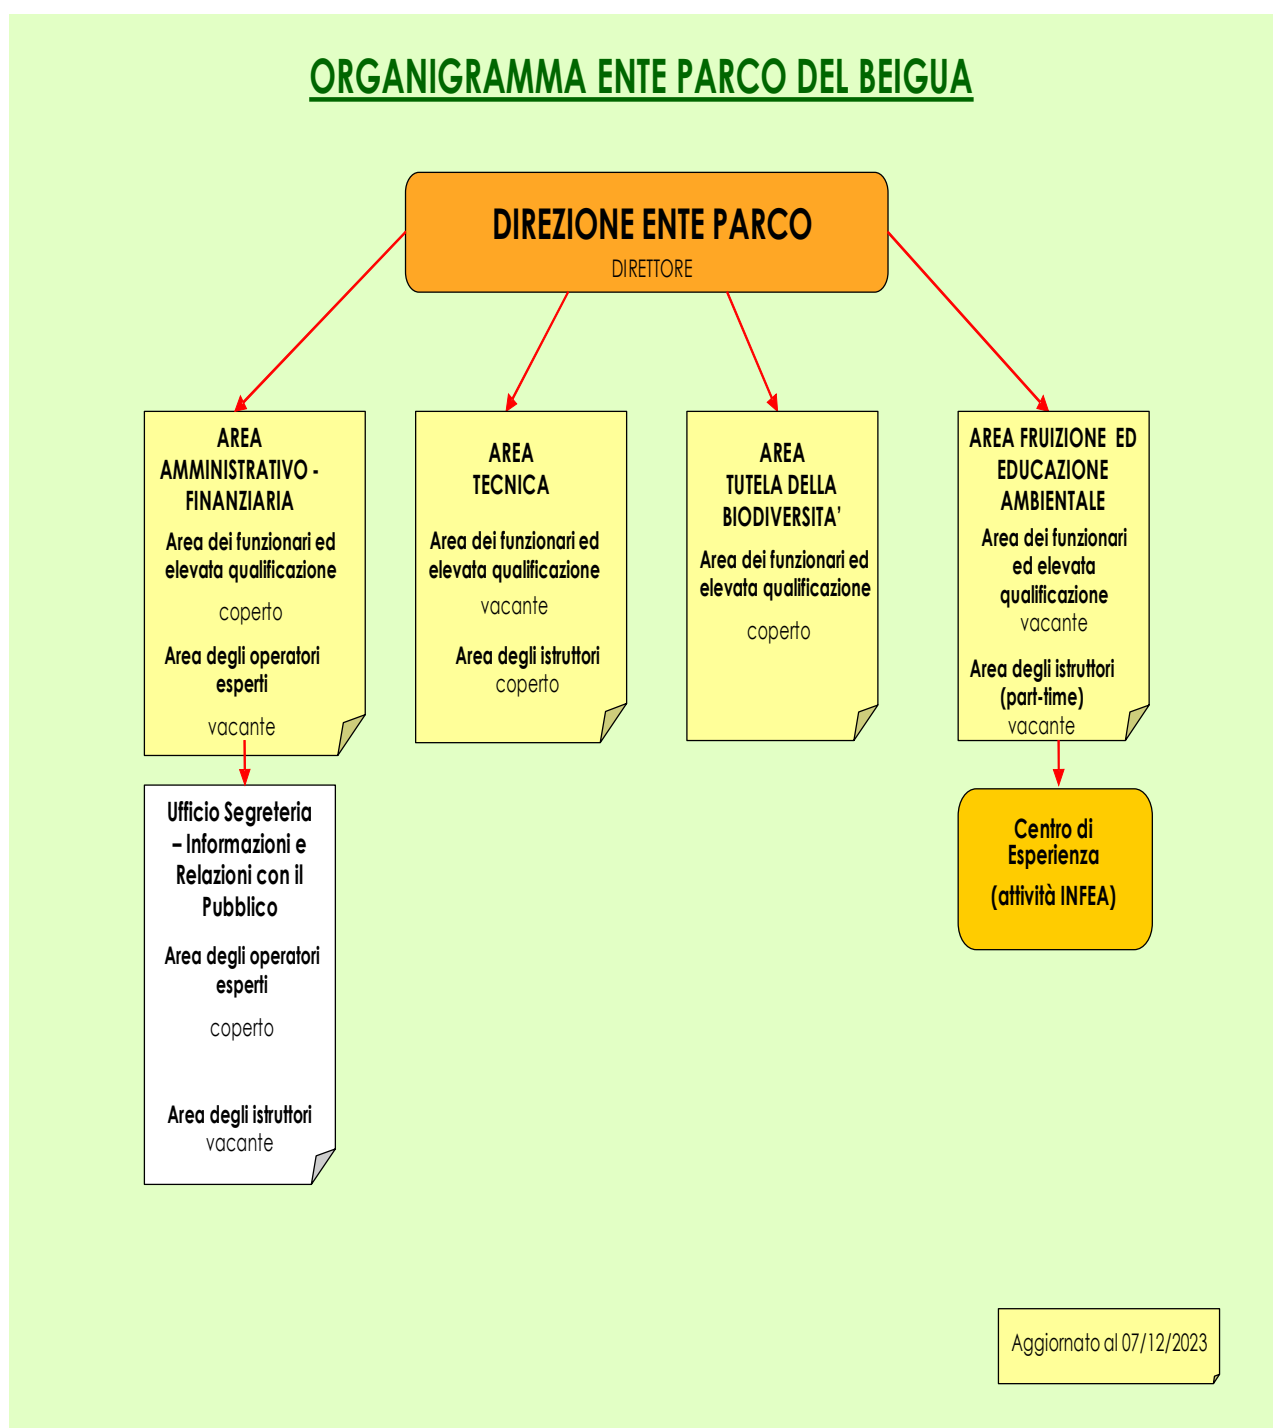 ORGANIGRAMMA ENTE PARCO DEL BEIGUA
DIREZIONE ENTE PARCO
DIRETTORE
AREA
AMMINISTRATIVO -
FINANZIARIA
Area dei funzionari ed
elevata qualificazione
coperto
Area degli operatori
esperti
vacante
AREA
TECNICA
Area dei funzionari ed
elevata qualificazione
vacante
Area degli istruttori
coperto
AREA
TUTELA DELLA
BIODIVERSITA’
Area dei funzionari ed
elevata qualificazione
coperto
AREA FRUIZIONE ED
EDUCAZIONE
AMBIENTALE
Area dei funzionari
ed elevata
qualificazione
vacante
Area degli istruttori
(part-time)
vacante
Ufficio Segreteria
– Informazioni e
Relazioni con il
Pubblico
Area degli operatori
esperti
coperto
Area degli istruttori
vacante
Centro di
Esperienza
(attività INFEA)
Aggiornato al 07/12/2023